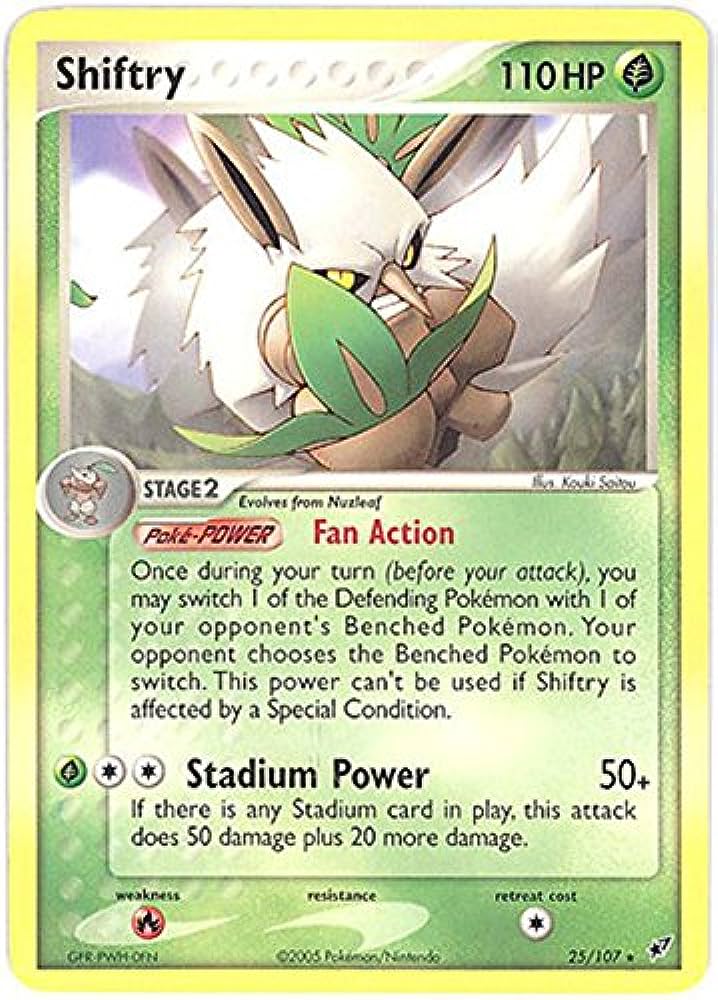 Shiftry 110 HP
Illus. Kouki Saitou
STAGE 2
Evolves from Nuzleaf
Poké-POWER Fan Action
Once during your turn (before your attack), you
may switch 1 of the Defending Pokémon with 1 of
your opponent's Benched Pokémon. Your
opponent chooses the Benched Pokémon to
switch. This power can't be used if Shiftry is
affected by a Special Condition.
Stadium Power 50+
If there is any Stadium card in play, this attack
does 50 damage plus 20 more damage.
weakness resistance retreat cost
GFR-PWH-0FN ©2005 Pokémon/Nintendo 25/107 ★